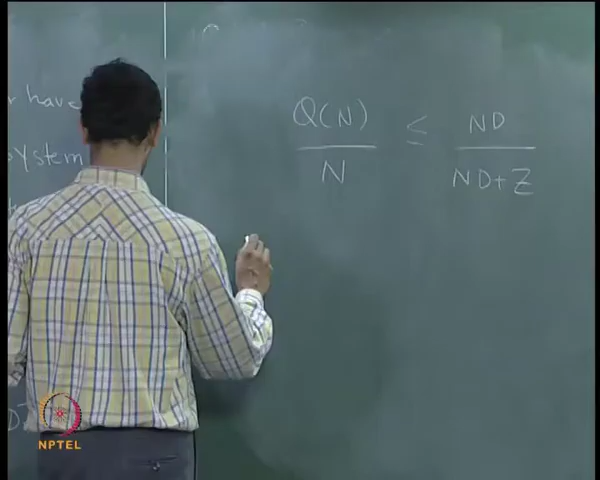 have
system
Q(N) ≤ ND
N ND+Z
D
NPTEL